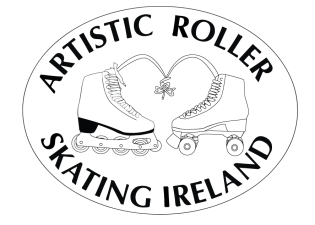 ARTISTIC ROLLER
SKATING IRELAND